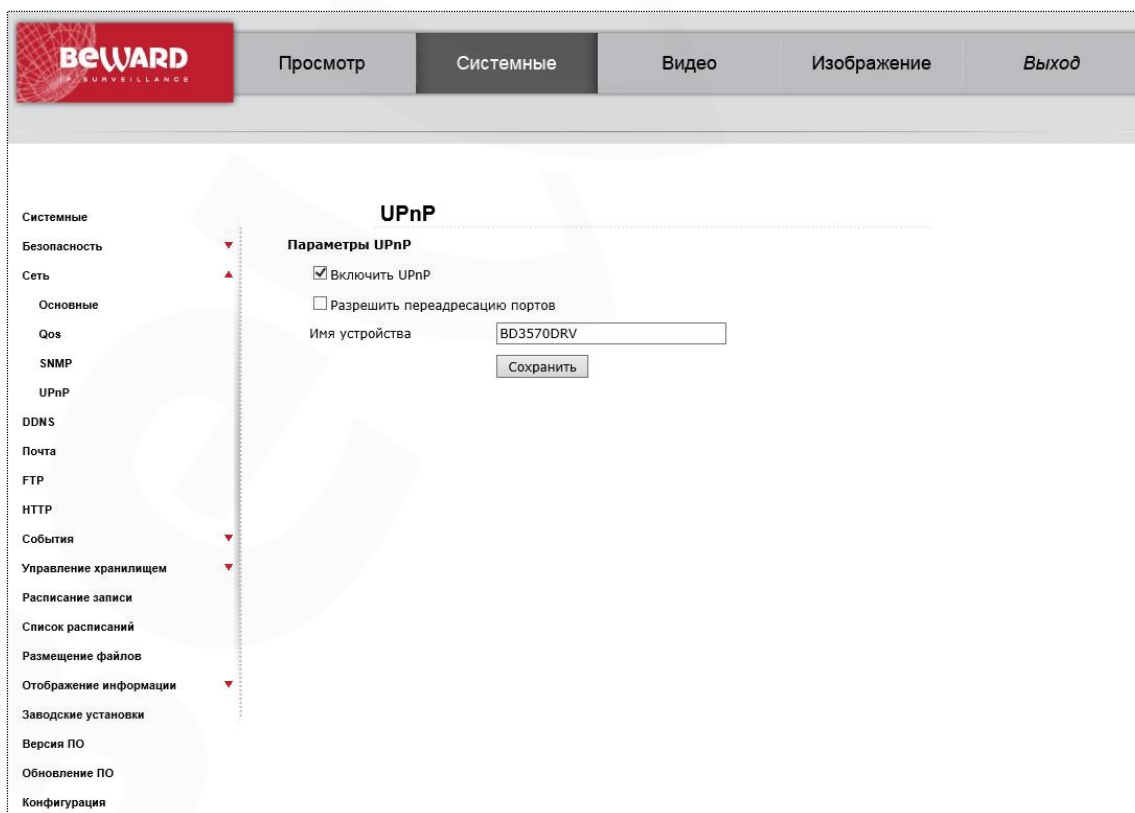 BEWARD
IP SURVEILLANCE
Просмотр
Системные
Видео
Изображение
Выход
UPnP
Системные
Безопасность
Сеть
Основные
Qos
SNMP
UPnP
DDNS
Почта
FTP
HTTP
События
Управление хранилищем
Расписание записи
Список расписаний
Размещение файлов
Отображение информации
Заводские установки
Версия ПО
Обновление ПО
Конфигурация
Параметры UPnP
Включить UPnP
Разрешить переадресацию портов
Имя устройства BD3570DRV
Сохранить